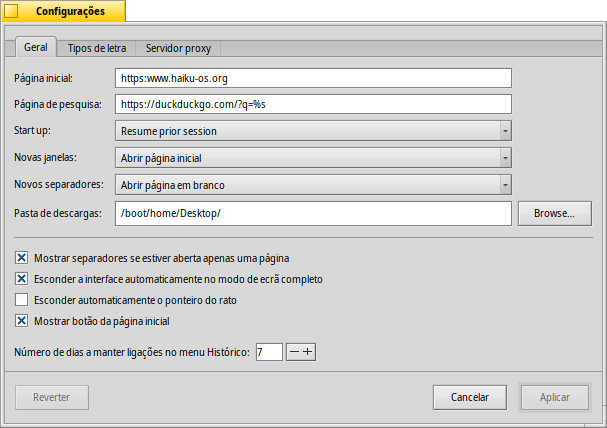 Configurações
Geral Tipos de letra Servidor proxy
Página inicial: https:www.haiku-os.org
Página de pesquisa: https://duckduckgo.com/?q=%s
Start up: Resume prior session
Novas janelas: Abrir página inicial
Novos separadores: Abrir página em branco
Pasta de descargas: /boot/home/Desktop/ Browse...
Mostrar separadores se estiver aberta apenas uma página
Esconder a interface automaticamente no modo de ecrã completo
Esconder automaticamente o ponteiro do rato
Mostrar botão da página inicial
Número de dias a manter ligações no menu Histórico: 7
Reverter Cancelar Aplicar